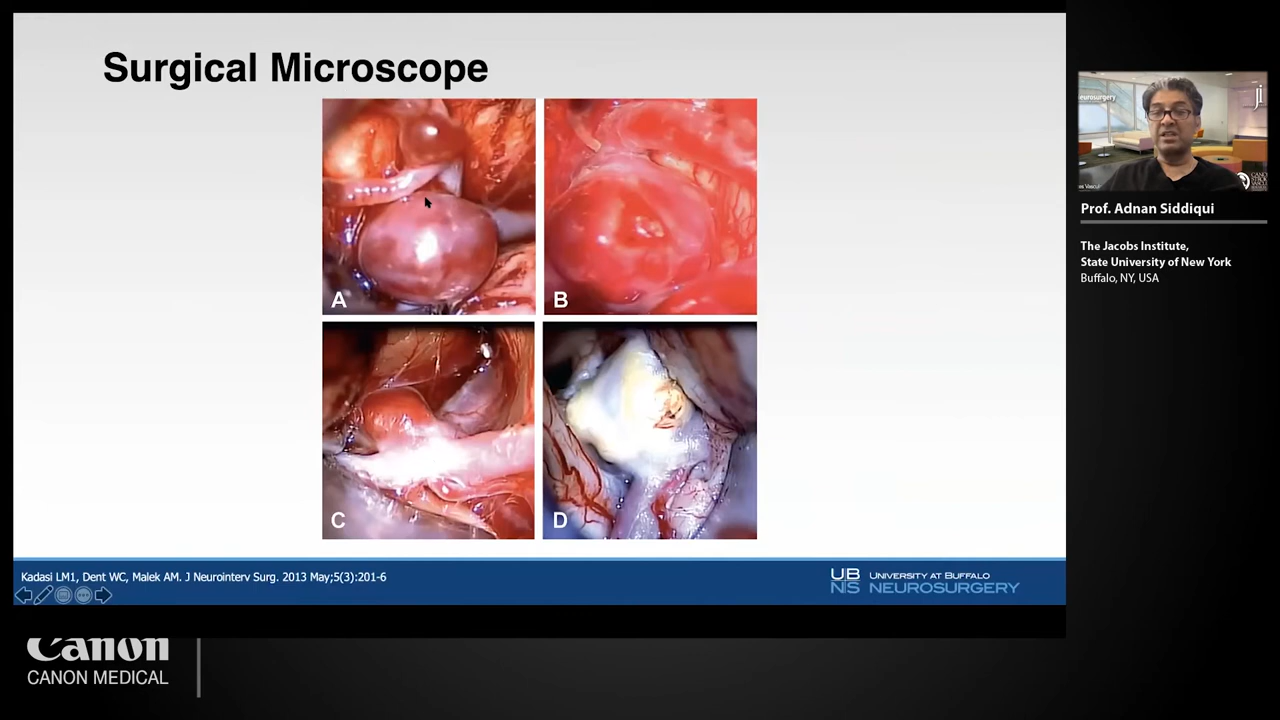 Surgical Microscope
A
B
C
D
Kadasi LM1, Dent WC, Malek AM. J Neurointerv Surg. 2013 May;5(3):201-6
UB
NS
UNIVERSITY AT BUFFALO
NEUROSURGERY
neurosurgery
ji
Prof. Adnan Siddiqui
The Jacobs Institute,
State University of New York
Buffalo, NY, USA
Canon
CANON MEDICAL